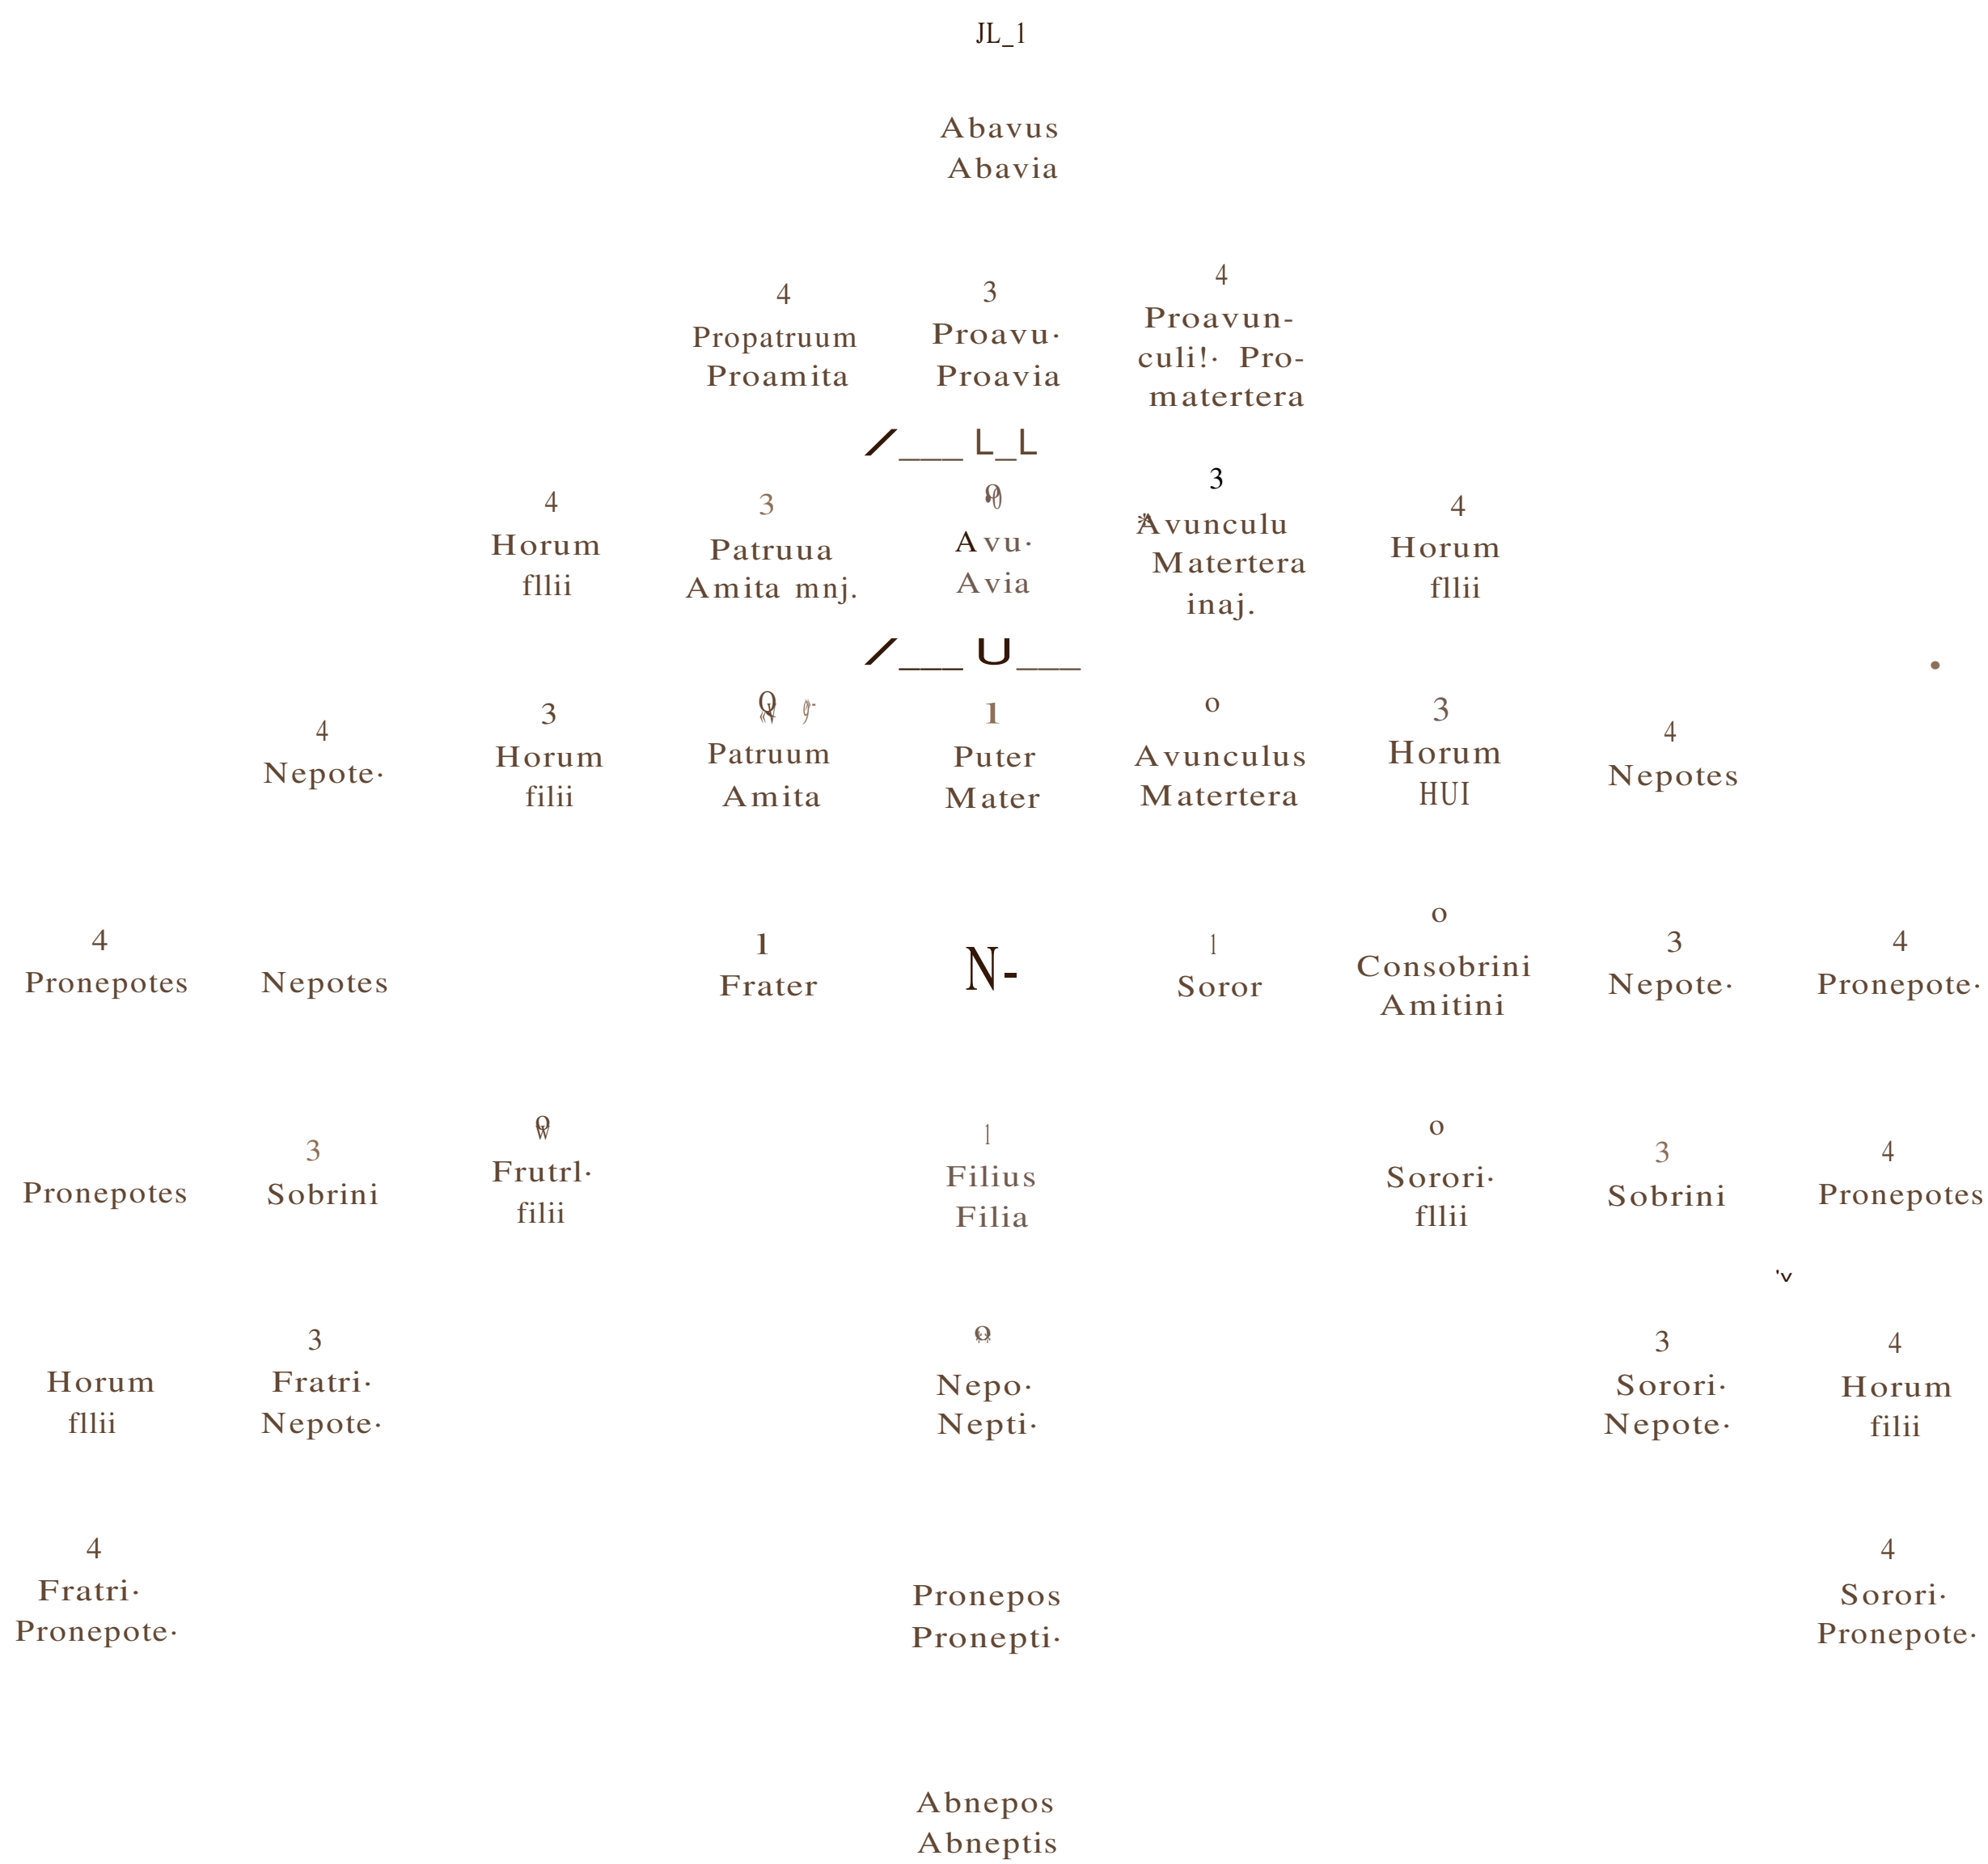 JL_1
Abavus
Abavia
4 3 4
Propatruum Proavu· Proavun-
Proamita Proavia culi!· Pro-
matertera
/___ L_L
4 3 3 4
Horum Patruua Avu· Avunculu Horum
fllii Amita mnj. Avia Matertera fllii
inaj.
/___ U___
4 3 1 o 3 4
Nepote· Horum Patruum Puter Avunculus Horum Nepotes
filii Amita Mater Matertera HUI
4 1 N- 1 o 3 4
Pronepotes Nepotes Frater Soror Consobrini Nepote· Pronepote·
Amitini
3 1 o 3 4
Pronepotes Sobrini Frutrl· Filius Sorori· Sobrini Pronepotes
filii Filia fllii
'v
3 3 4
Horum Fratri· Nepo· Sorori· Horum
fllii Nepote· Nepti· Nepote· filii
4 4
Fratri· Pronepos Sorori·
Pronepote· Pronepti· Pronepote·
Abnepos
Abneptis